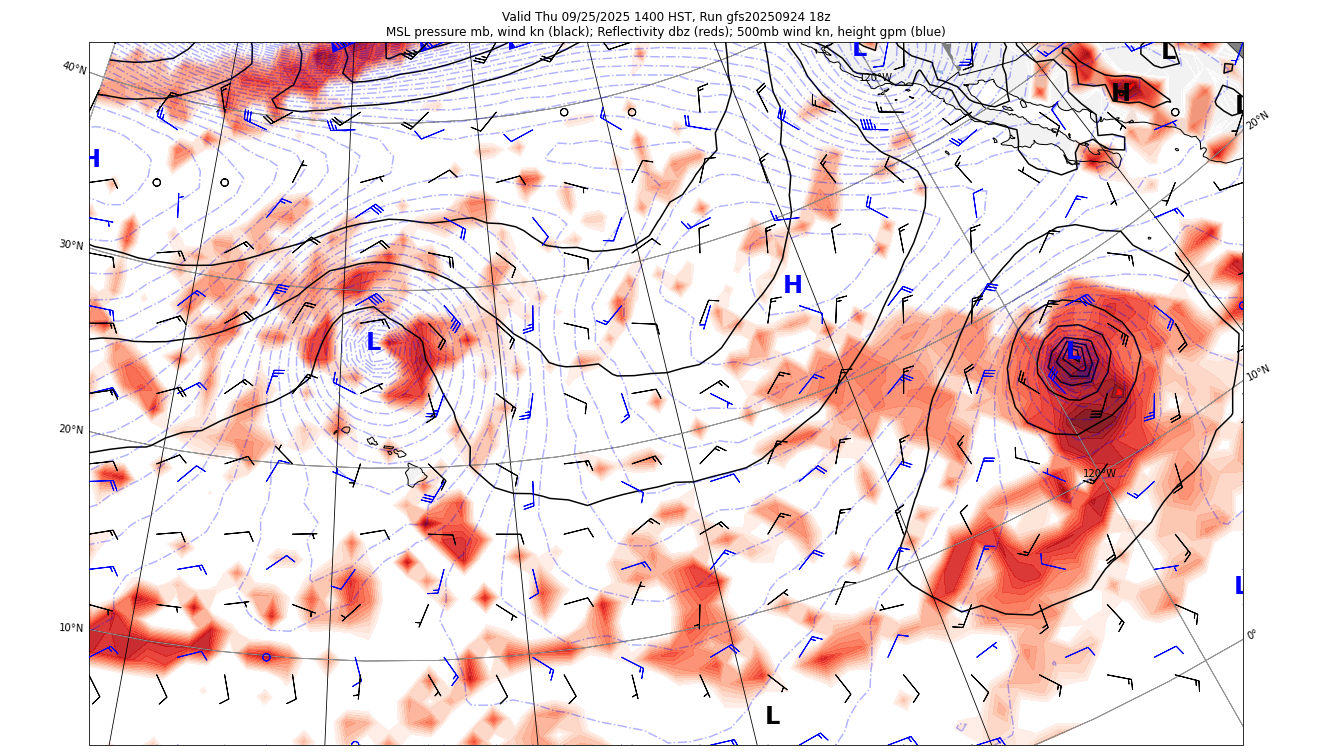 Valid Thu 09/25/2025 1400 HST, Run gfs20250924 18z
MSL pressure mb, wind kn (black); Reflectivity dbz (reds); 500mb wind kn, height gpm (blue)
L
L
40°N
120°W
H
L
20°N
H
30°N
H
L
L
10°N
20°N
120°W
L
10°N
0°
L